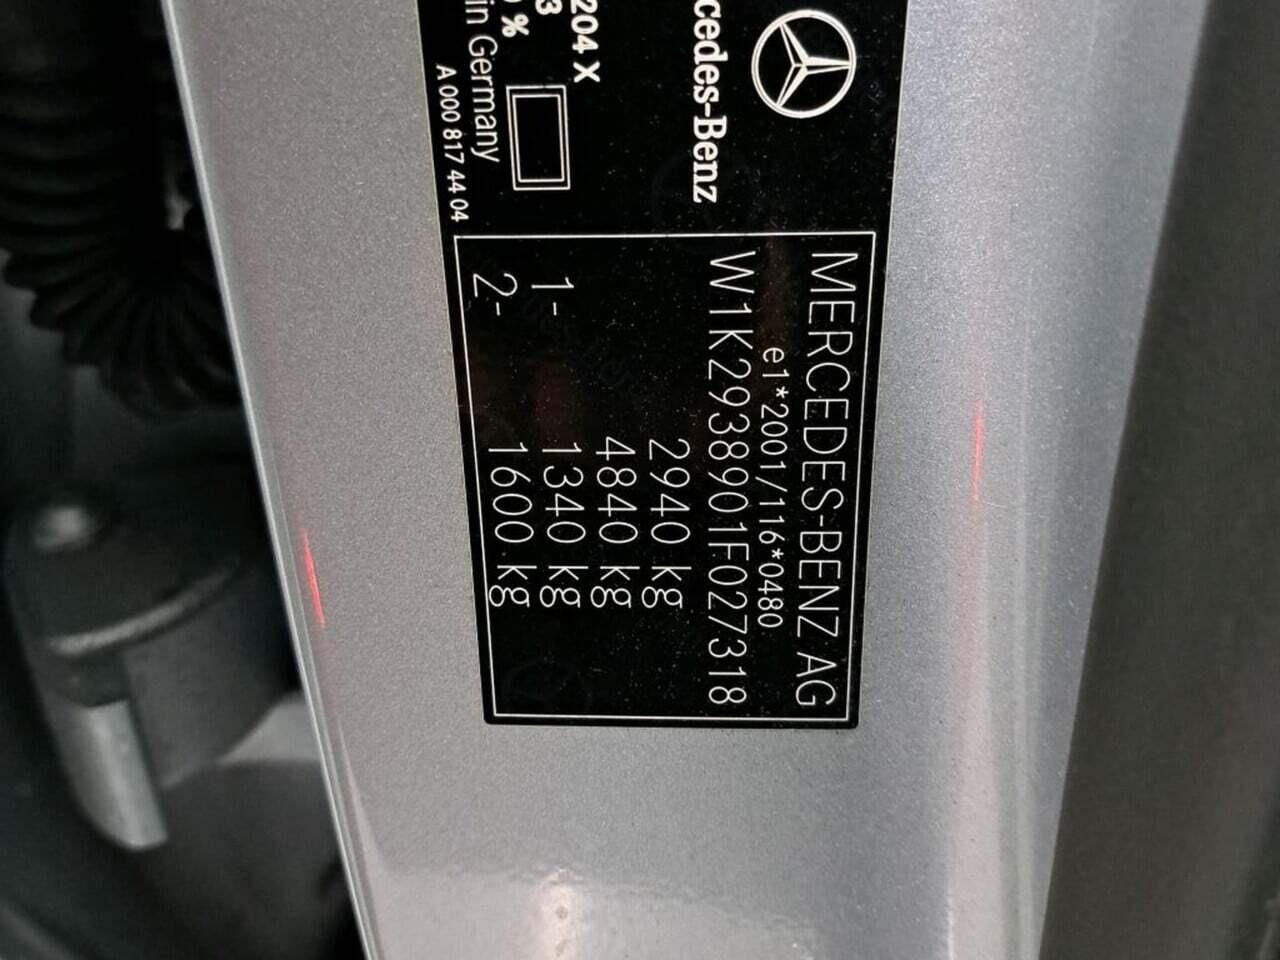 204 X
3
%
in Germany
A 000 817 44 04
cedes-Benz
MERCEDES-BENZ AG
e1*2001/116*0480
W1K2938901F027318
2940 kg
4840 kg
1- 1340 kg
2- 1600 kg